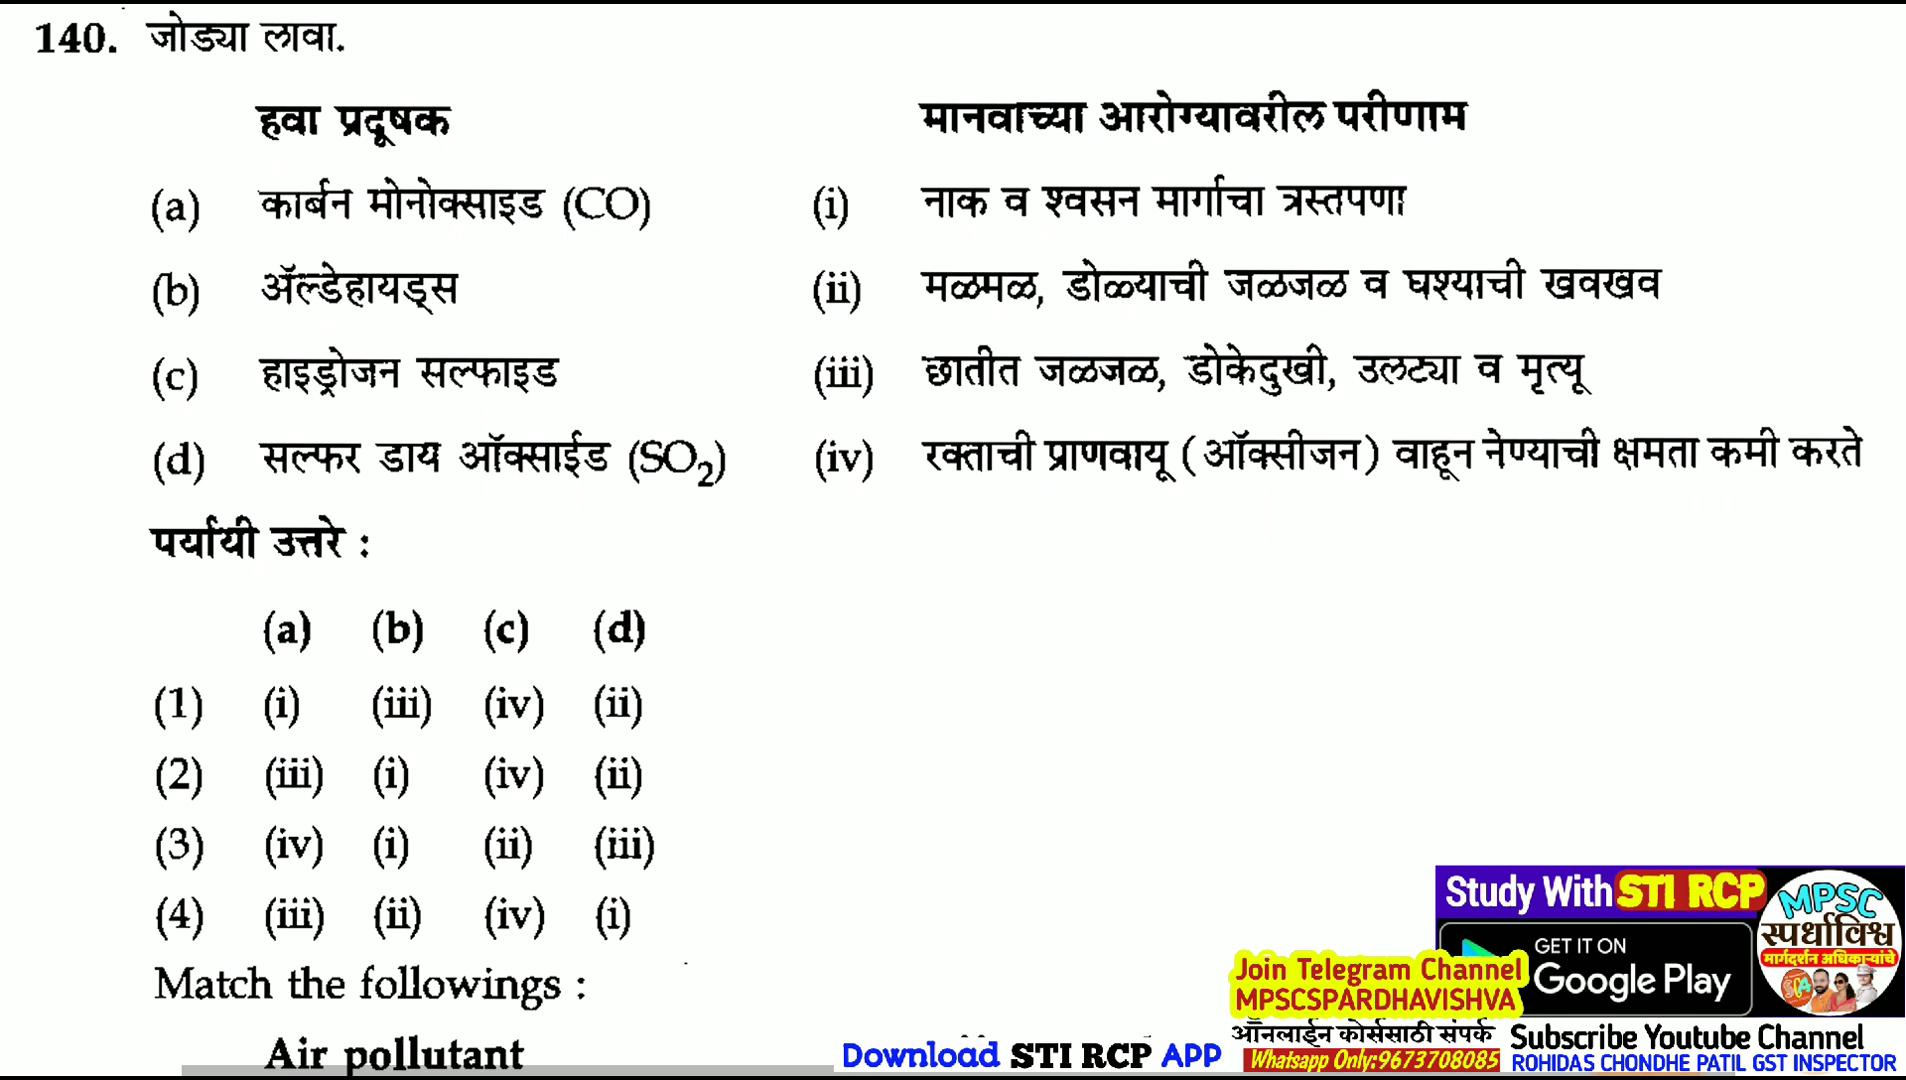 140. जोड्या लावा.
हवा प्रदूषक मानवाच्या आरोग्यावरील परीणाम
(a) कार्बन मोनोक्साइड (CO) (i) नाक व श्वसन मार्गाचा त्रस्तपणा
(b) ॲल्डेहायड्स (ii) मळमळ, डोळ्याची जळजळ व घश्याची खवखव
(c) हाइड्रोजन सल्फाइड (iii) छातीत जळजळ, डोकेदुखी, उलट्या व मृत्यू
(d) सल्फर डाय ऑक्साईड (SO₂) (iv) रक्ताची प्राणवायू (ऑक्सीजन) वाहून नेण्याची क्षमता कमी करते
पर्यायी उत्तरे :
(a) (b) (c) (d)
(1) (i) (iii) (iv) (ii)
(2) (iii) (i) (iv) (ii)
(3) (iv) (i) (ii) (iii)
(4) (iii) (ii) (iv) (i)
Match the followings :
Air pollutant
Study With STI RCP
GET IT ON
Google Play
MPSC
स्पर्धाविश्व
मार्गदर्शन अधिकाऱ्यांचे
Join Telegram Channel
MPSCSPARDHAVISHVA
ऑनलाईन कोर्ससाठी संपर्क
Whatsapp Only:9673708085
Download STI RCP APP
Subscribe Youtube Channel
ROHIDAS CHONDHE PATIL GST INSPECTOR